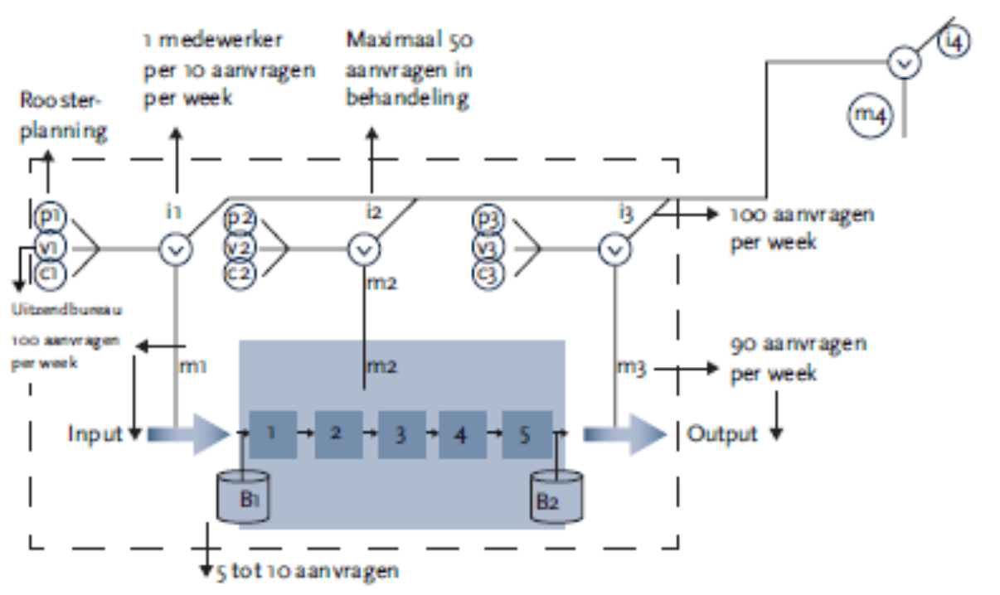 1 medewerker
per 10 aanvragen
per week
Maximaal 50
aanvragen in
behandeling
i4
m4
Rooster-
planning
p1
v1
c1
i1
p2
v2
c2
i2
p3
v3
c3
i3
100 aanvragen
per week
m2
Uitzendbureau
100 aanvragen
per week
m1
m2
m3
90 aanvragen
per week
Input
1
2
3
4
5
Output
B1
B2
5 tot 10 aanvragen